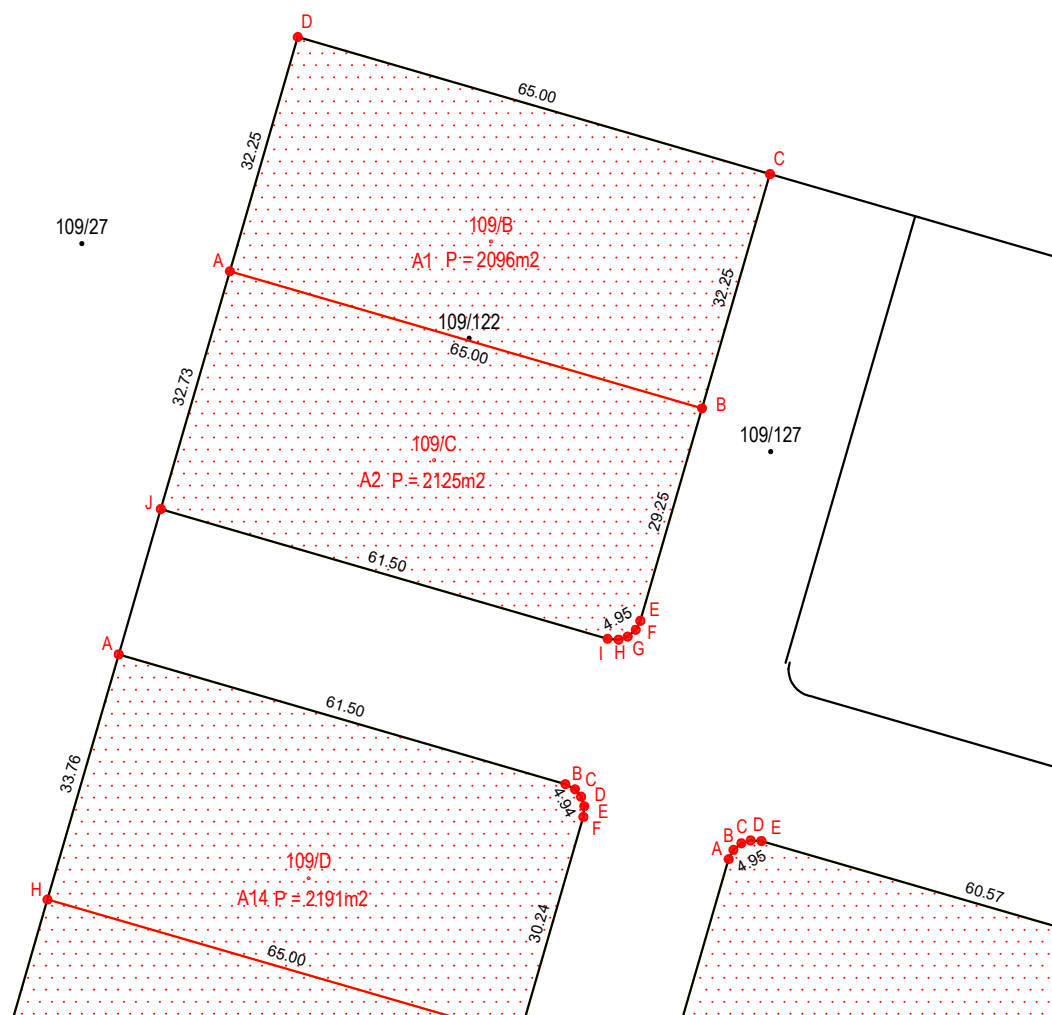 D
65.00
C
32.25
109/27
109/B
A1 P = 2096m2
A
32.25
109/122
65.00
B
32.73
109/127
109/C
A2 P = 2125m2
J
29.25
61.50
4.95
E
F
G
H
I
A
61.50
33.76
B
C
D
E
F
4.94
A
B
C
D
E
4.95
109/D
A14 P = 2191m2
H
60.57
30.24
65.00